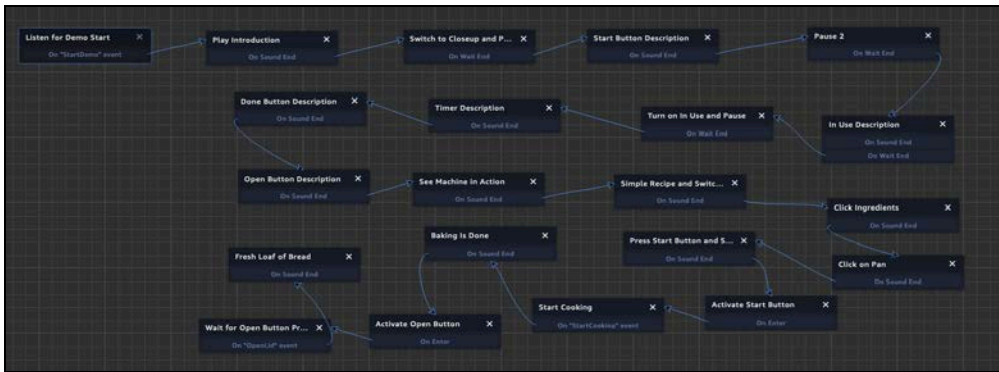 Listen for Demo Start
On "StartDemo" event
Play Introduction
On Sound End
Switch to Closeup and P...
On Wait End
Start Button Description
On Sound End
Pause 2
On Wait End
In Use Description
On Sound End
On Wait End
Turn on In Use and Pause
On Wait End
Timer Description
On Sound End
Done Button Description
On Sound End
Open Button Description
On Sound End
See Machine in Action
On Sound End
Simple Recipe and Switc...
On Sound End
Click Ingredients
On Sound End
Click on Pan
On Sound End
Press Start Button and S...
On Sound End
Activate Start Button
On Enter
Start Cooking
On "StartCooking" event
Baking Is Done
On Sound End
Activate Open Button
On Enter
Wait for Open Button Pr...
On "OpenLid" event
Fresh Loaf of Bread
On Sound End